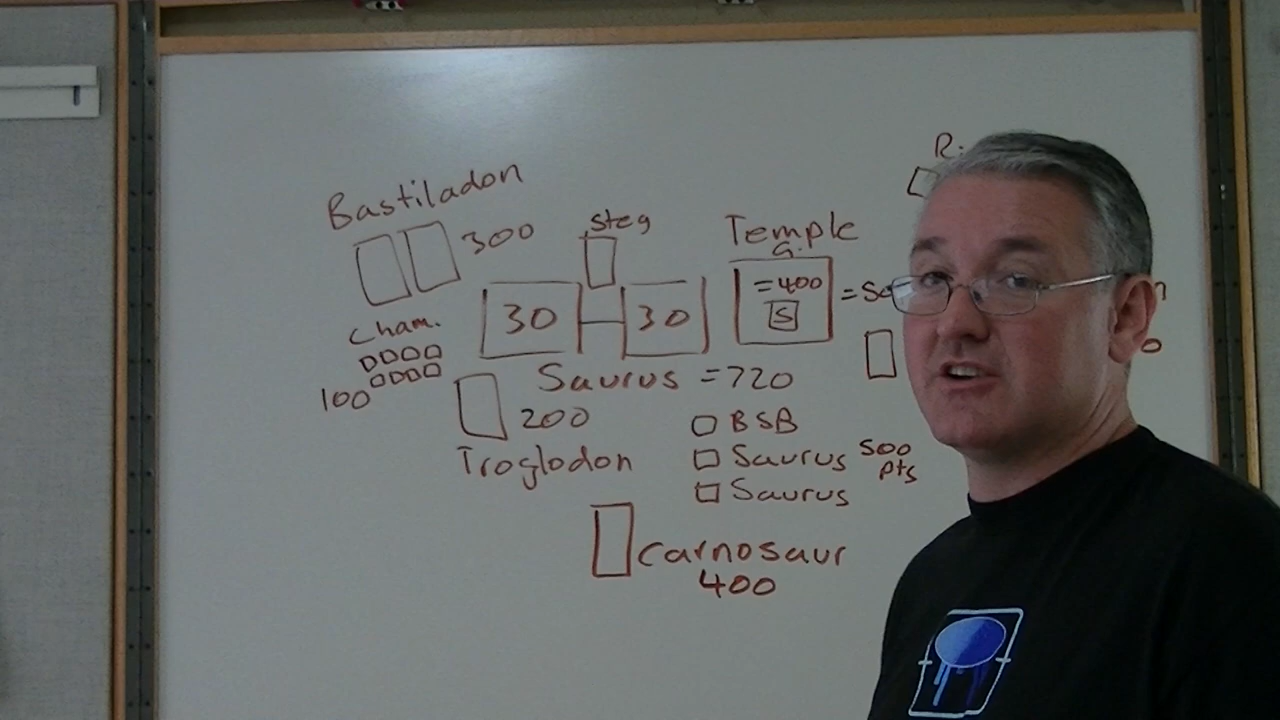 R.
Bastiladon
300
steg
Temple
G.
=400
S
30
30
Cham.
Saurus =720
100
200
BSB
Troglodon
Saurus 500
pts
Saurus
Carnosaur
400